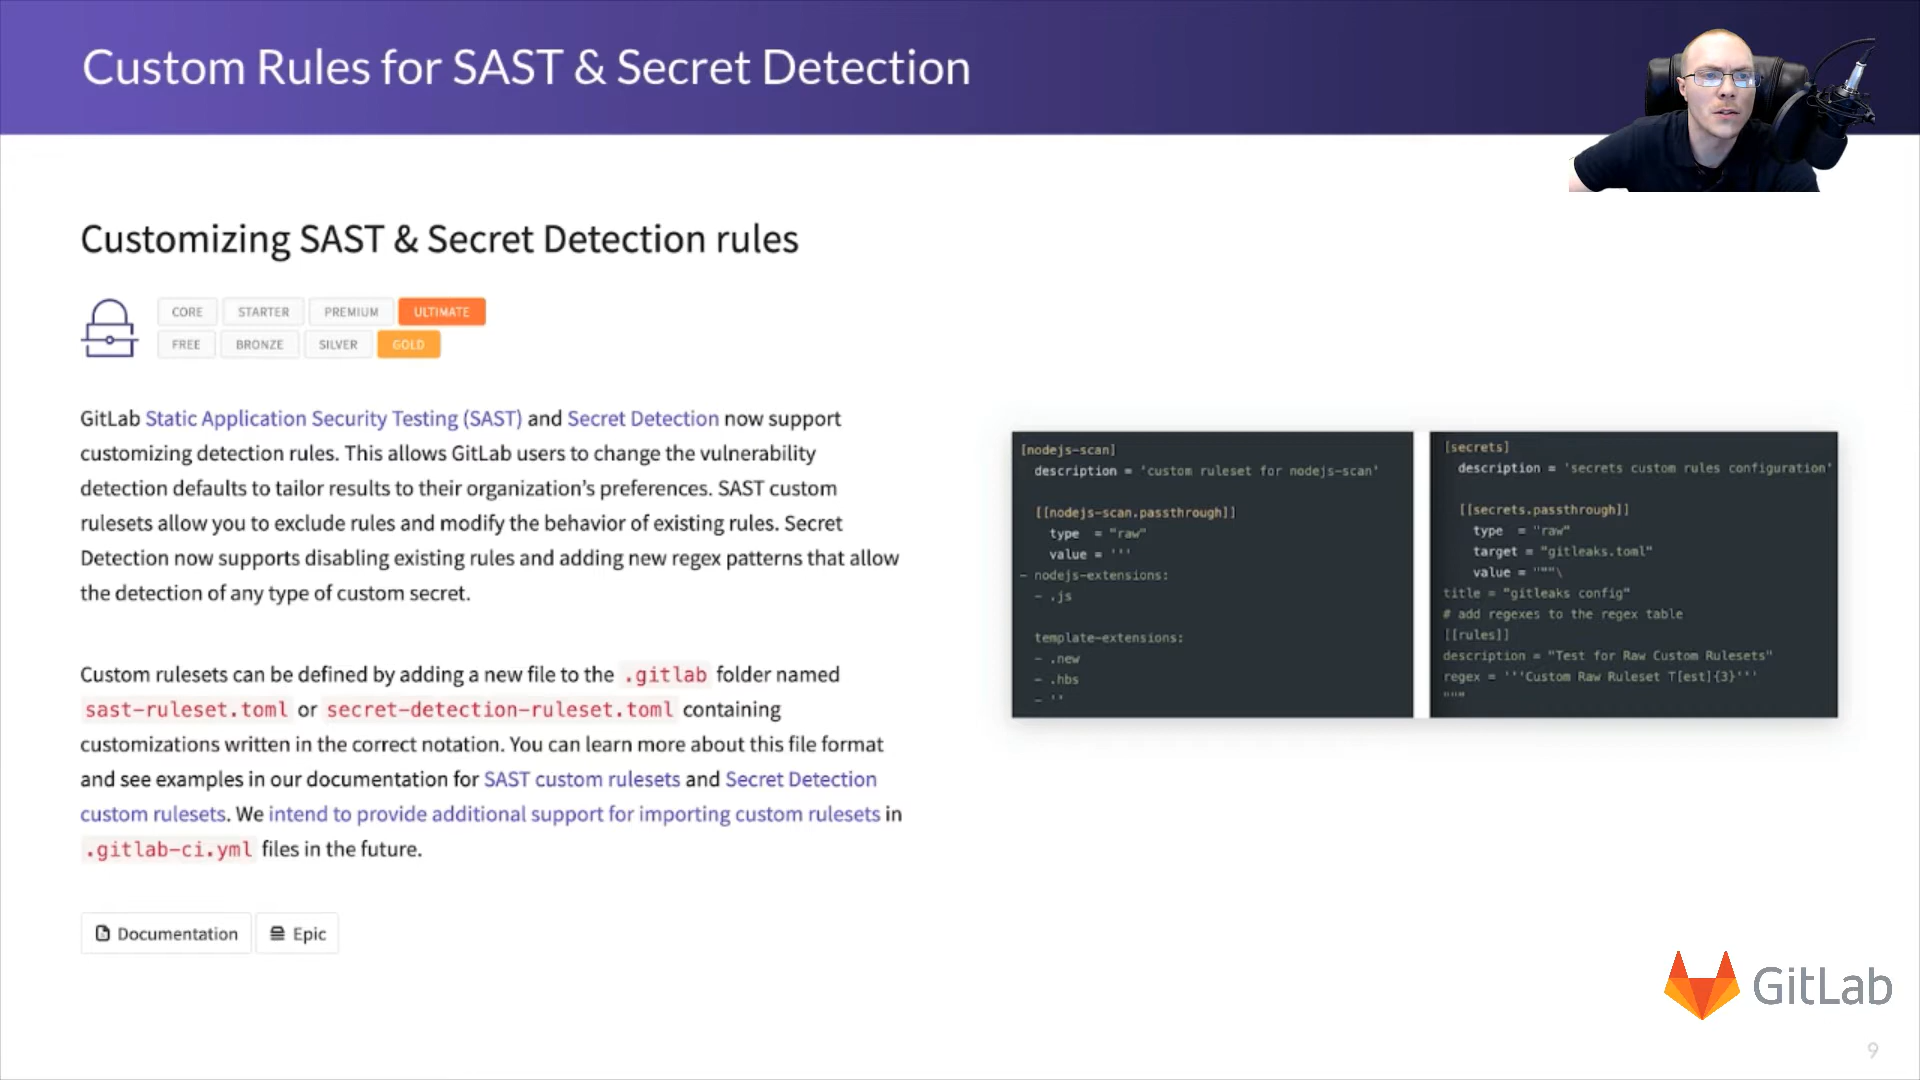 Custom Rules for SAST & Secret Detection
Customizing SAST & Secret Detection rules
CORE STARTER PREMIUM ULTIMATE
FREE BRONZE SILVER GOLD
GitLab Static Application Security Testing (SAST) and Secret Detection now support
customizing detection rules. This allows GitLab users to change the vulnerability
detection defaults to tailor results to their organization's preferences. SAST custom
rulesets allow you to exclude rules and modify the behavior of existing rules. Secret
Detection now supports disabling existing rules and adding new regex patterns that allow
the detection of any type of custom secret.
Custom rulesets can be defined by adding a new file to the .gitlab folder named
sast-ruleset.toml or secret-detection-ruleset.toml containing
customizations written in the correct notation. You can learn more about this file format
and see examples in our documentation for SAST custom rulesets and Secret Detection
custom rulesets. We intend to provide additional support for importing custom rulesets in
.gitlab-ci.yml files in the future.
Documentation Epic
[nodejs-scan]
description = 'custom ruleset for nodejs-scan'
[[nodejs-scan.passthrough]]
type = "raw"
value = '''
- nodejs-extensions:
- .js
template-extensions:
- .new
- .hbs
- ''
[secrets]
description = 'secrets custom rules configuration'
[[secrets.passthrough]]
type = "raw"
target = "gitleaks.toml"
value = """\
title = "gitleaks config"
# add regexes to the regex table
[[rules]]
description = "Test for Raw Custom Rulesets"
regex = '''Custom Raw Ruleset T[est]{3}'''
"""
GitLab
9